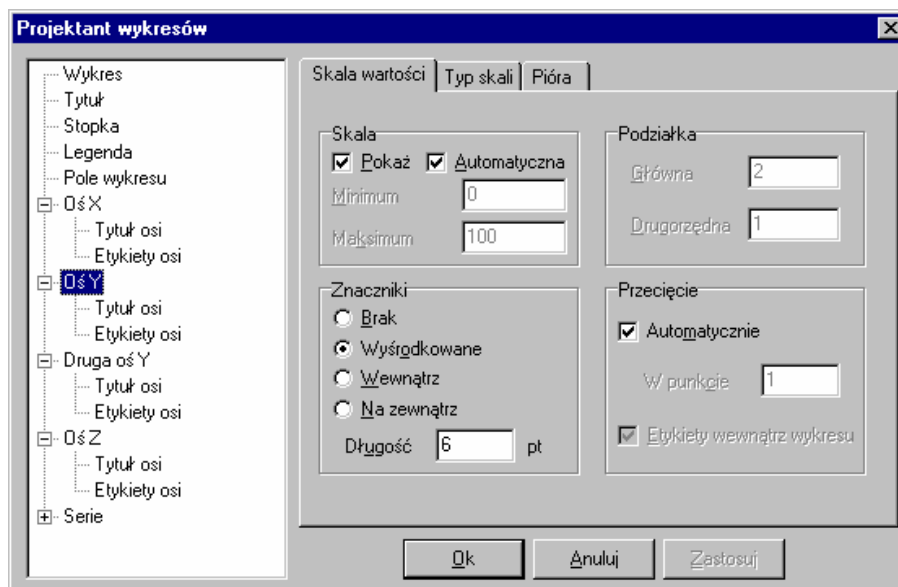 Projektant wykresów
Wykres
Tytuł
Stopka
Legenda
Pole wykresu
Oś X
Tytuł osi
Etykiety osi
Oś Y
Tytuł osi
Etykiety osi
Druga oś Y
Tytuł osi
Etykiety osi
Oś Z
Tytuł osi
Etykiety osi
Serie
Skala wartości Typ skali Pióra
Skala
Pokaż Automatyczna
Minimum 0
Maksimum 100
Podziałka
Główna 2
Drugorzędna 1
Znaczniki
Brak
Wyśrodkowane
Wewnątrz
Na zewnątrz
Długość 6 pt
Przecięcie
Automatycznie
W punkcie 1
Etykiety wewnątrz wykresu
Ok Anuluj Zastosuj